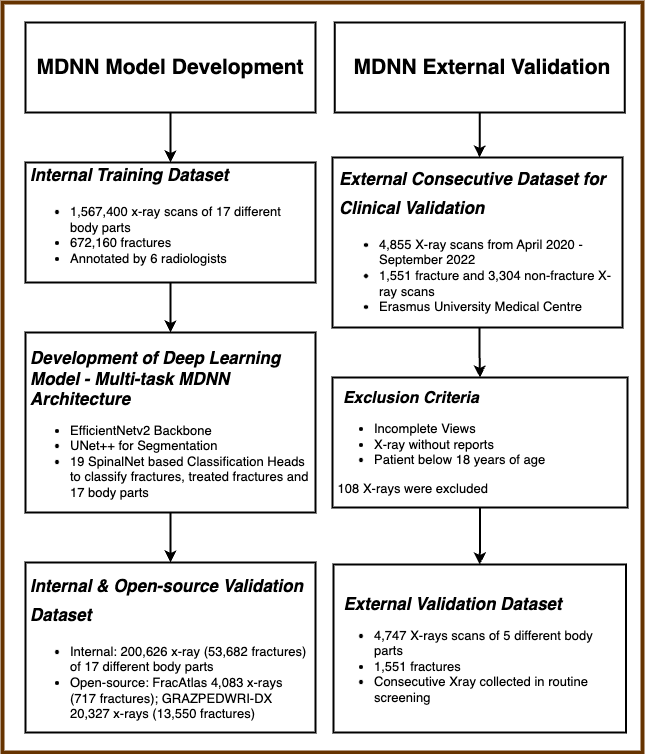 MDNN Model Development
Internal Training Dataset
• 1,567,400 x-ray scans of 17 different
body parts
• 672,160 fractures
• Annotated by 6 radiologists
Development of Deep Learning
Model - Multi-task MDNN
Architecture
• EfficientNetv2 Backbone
• UNet++ for Segmentation
• 19 SpinalNet based Classification Heads
to classify fractures, treated fractures and
17 body parts
Internal & Open-source Validation
Dataset
• Internal: 200,626 x-ray (53,682 fractures)
of 17 different body parts
• Open-source: FracAtlas 4,083 x-rays
(717 fractures); GRAZPEDWRI-DX
20,327 x-rays (13,550 fractures)
MDNN External Validation
External Consecutive Dataset for
Clinical Validation
• 4,855 X-ray scans from April 2020 -
September 2022
• 1,551 fracture and 3,304 non-fracture X-
ray scans
• Erasmus University Medical Centre
Exclusion Criteria
• Incomplete Views
• X-ray without reports
• Patient below 18 years of age
108 X-rays were excluded
External Validation Dataset
• 4,747 X-rays scans of 5 different body
parts
• 1,551 fractures
• Consecutive Xray collected in routine
screening